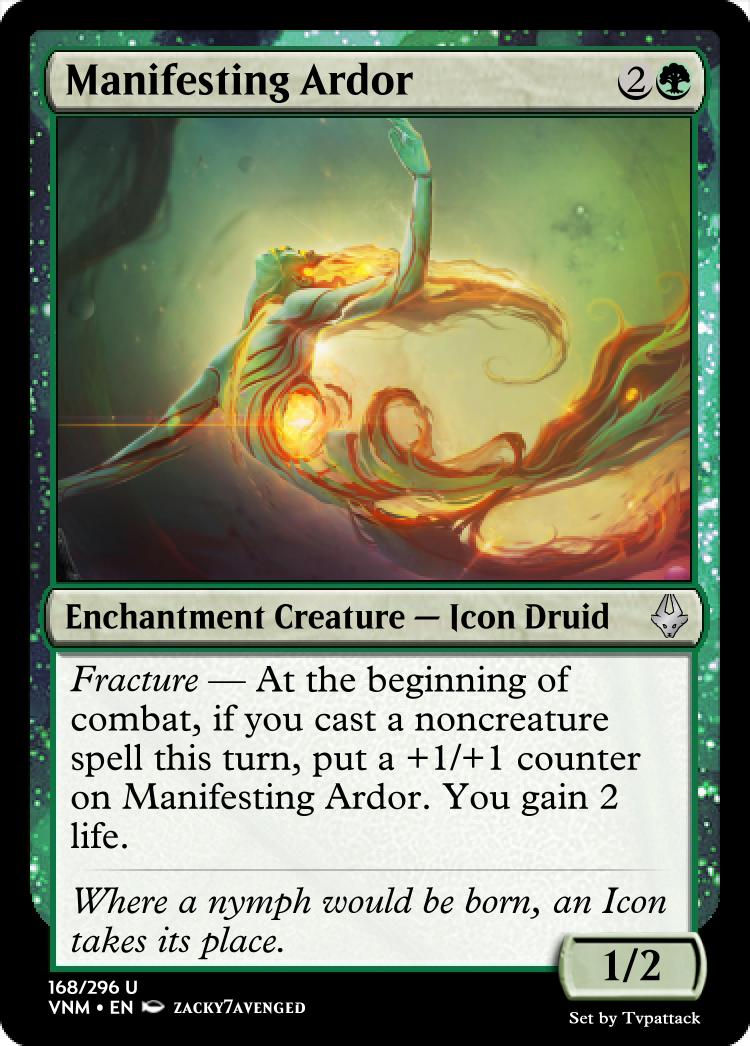 Manifesting Ardor 2
Enchantment Creature — Icon Druid
Fracture — At the beginning of
combat, if you cast a noncreature
spell this turn, put a +1/+1 counter
on Manifesting Ardor. You gain 2
life.
Where a nymph would be born, an Icon
takes its place.
1/2
168/296 U
VNM • EN ZACKY7AVENGED
Set by Tvpattack